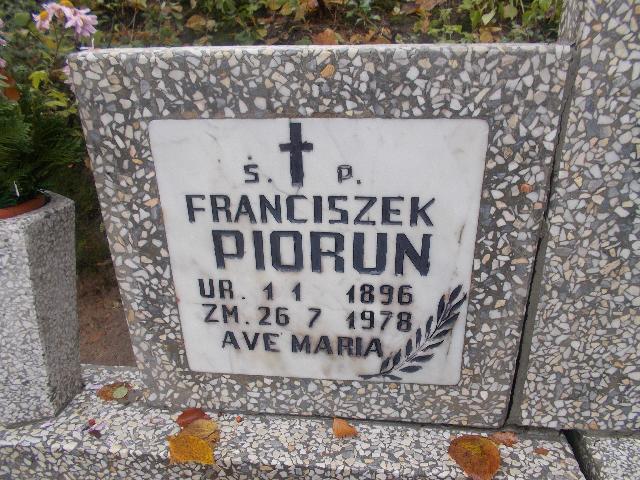 Ś. P.
FRANCISZEK
PIORUN
UR. 1 1 1896
ZM. 26 7 1978
AVE MARIA